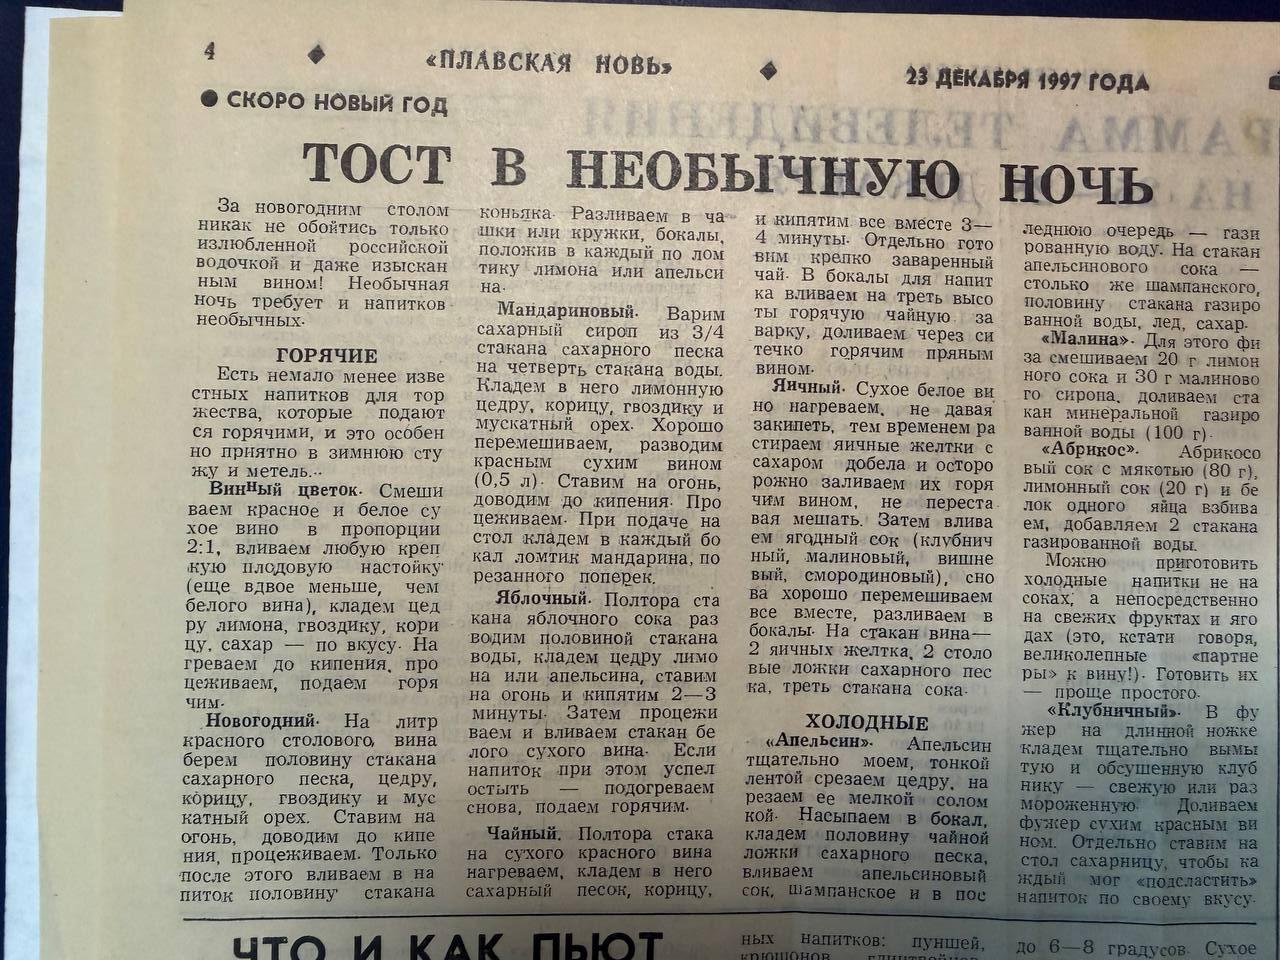 4 ◆ «ПЛАВСКАЯ НОВЬ» ◆ 23 ДЕКАБРЯ 1997 ГОДА
● СКОРО НОВЫЙ ГОД
ТОСТ В НЕОБЫЧНУЮ НОЧЬ
За новогодним столом
никак не обойтись только
излюбленной российской
водочкой и даже изыскан
ным вином! Необычная
ночь требует и напитков
необычных.
ГОРЯЧИЕ
Есть немало менее изве
стных напитков для тор
жества, которые подают
ся горячими, и это особен
но приятно в зимнюю сту
жу и метель...
Винный цветок. Смеши
ваем красное и белое су
хое вино в пропорции
2:1, вливаем любую креп
кую плодовую настойку
(еще вдвое меньше, чем
белого вина), кладем цед
ру лимона, гвоздику, кори
цу, сахар — по вкусу. На
греваем до кипения, про
цеживаем, подаем горя
чим.
Новогодний. На литр
красного столового вина
берем половину стакана
сахарного песка, цедру,
корицу, гвоздику и мус
катный орех. Ставим на
огонь, доводим до кипе
ния, процеживаем. Только
после этого вливаем в на
питок половину стакана
коньяка. Разливаем в ча
шки или кружки, бокалы,
положив в каждый по лом
тику лимона или апельси
на.
Мандариновый. Варим
сахарный сироп из 3/4
стакана сахарного песка
на четверть стакана воды.
Кладем в него лимонную
цедру, корицу, гвоздику и
мускатный орех. Хорошо
перемешиваем, разводим
красным сухим вином
(0,5 л). Ставим на огонь,
доводим до кипения. Про
цеживаем. При подаче на
стол кладем в каждый бо
кал ломтик мандарина, по
резанного поперек.
Яблочный. Полтора ста
кана яблочного сока раз
водим половиной стакана
воды, кладем цедру лимо
на или апельсина, ставим
на огонь и кипятим 2—3
минуты. Затем процежи
ваем и вливаем стакан бе
лого сухого вина. Если
напиток при этом успел
остыть — подогреваем
снова, подаем горячим.
Чайный. Полтора стака
на сухого красного вина
нагреваем, кладем в него
сахарный песок, корицу,
и кипятим все вместе 3—
4 минуты. Отдельно гото
вим крепко заваренный
чай. В бокалы для напит
ка вливаем на треть высо
ты горячую чайную за
варку, доливаем через си
течко горячим пряным
вином.
Яичный. Сухое белое ви
но нагреваем, не давая
закипеть, тем временем ра
стираем яичные желтки с
сахаром добела и осторо
рожно заливаем их горя
чим вином, не переста
вая мешать. Затем влива
ем ягодный сок (клубнич
ный, малиновый, вишне
вый, смородиновый), сно
ва хорошо перемешиваем
все вместе, разливаем в
бокалы. На стакан вина—
2 яичных желтка, 2 столо
вые ложки сахарного пес
ка, треть стакана сока.
ХОЛОДНЫЕ
«Апельсин». Апельсин
тщательно моем, тонкой
лентой срезаем цедру, на
резаем ее мелкой солом
кой. Насыпаем в бокал,
кладем половину чайной
ложки сахарного песка,
вливаем апельсиновый
сок, шампанское и в пос
леднюю очередь — гази
рованную воду. На стакан
апельсинового сока —
столько же шампанского,
половину стакана газиро
ванной воды, лед, сахар.
«Малина». Для этого фи
за смешиваем 20 г лимон
ного сока и 30 г малиново
го сиропа, доливаем ста
кан минеральной газиро
ванной воды (100 г).
«Абрикос». Абрикосо
вый сок с мякотью (80 г),
лимонный сок (20 г) и бе
лок одного яйца взбива
ем, добавляем 2 стакана
газированной воды.
Можно приготовить
холодные напитки не на
соках, а непосредственно
на свежих фруктах и яго
дах (это, кстати говоря,
великолепные «партне
ры» к вину!). Готовить их
— проще простого.
«Клубничный». В фу
жер на длинной ножке
кладем тщательно вымы
тую и обсушенную клуб
нику — свежую или раз
мороженную. Доливаем
фужер сухим красным ви
ном. Отдельно ставим на
стол сахарницу, чтобы ка
ждый мог «подсластить»
напиток по своему вкусу.
ЧТО И КАК ПЬЮТ
ных напитков: пуншей,
крюшонов, глинтвейнов
до 6—8 градусов. Сухое